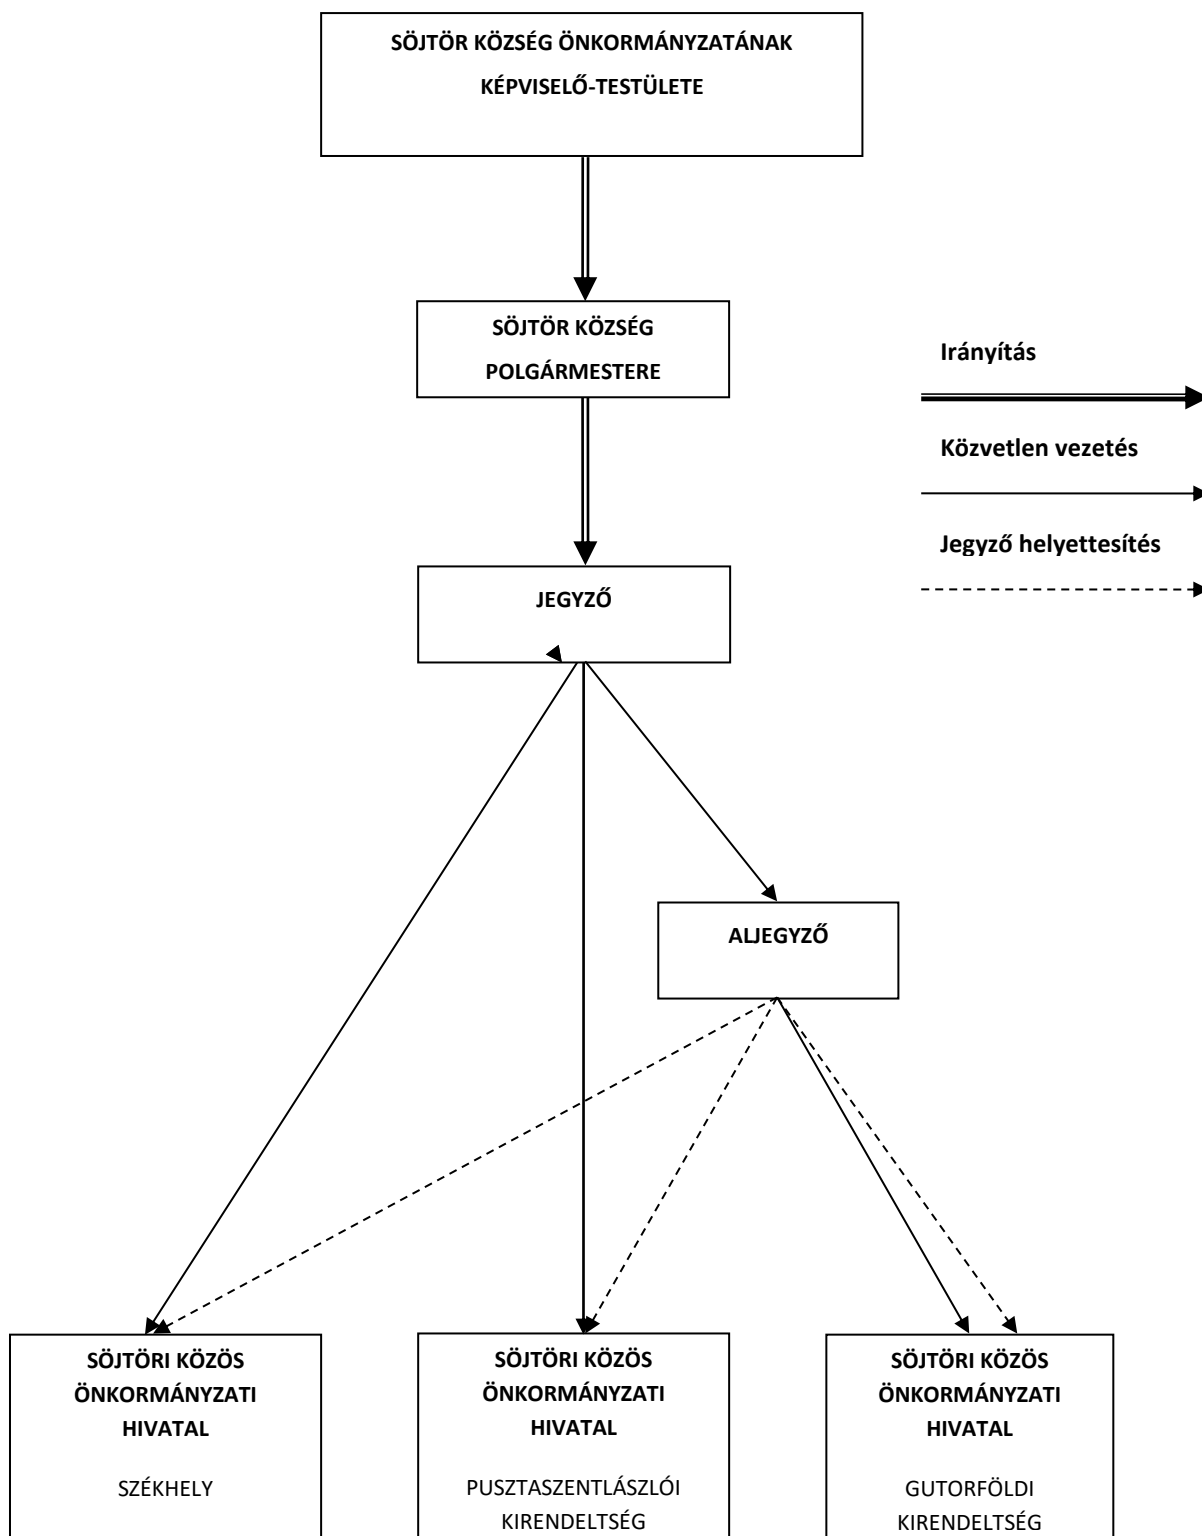 SÖJTÖR KÖZSÉG ÖNKORMÁNYZATÁNAK
KÉPVISELŐ-TESTÜLETE
SÖJTÖR KÖZSÉG
POLGÁRMESTERE
Irányítás
Közvetlen vezetés
Jegyző helyettesítés
JEGYZŐ
ALJEGYZŐ
SÖJTÖRI KÖZÖS
ÖNKORMÁNYZATI
HIVATAL
SZÉKHELY
SÖJTÖRI KÖZÖS
ÖNKORMÁNYZATI
HIVATAL
PUSZTASZENTLÁSZLÓI
KIRENDELTSÉG
SÖJTÖRI KÖZÖS
ÖNKORMÁNYZATI
HIVATAL
GUTORFÖLDI
KIRENDELTSÉG